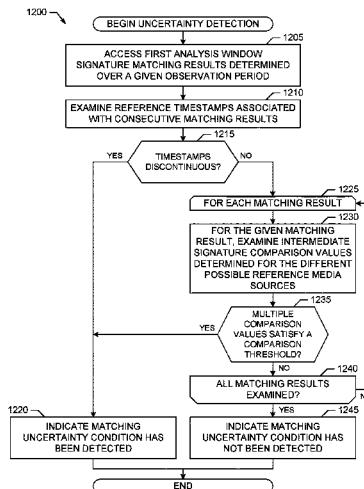 1200
BEGIN UNCERTAINTY DETECTION
1205
ACCESS FIRST ANALYSIS WINDOW
SIGNATURE MATCHING RESULTS DETERMINED
OVER A GIVEN OBSERVATION PERIOD
1210
EXAMINE REFERENCE TIMESTAMPS ASSOCIATED
WITH CONSECUTIVE MATCHING RESULTS
1215
YES
TIMESTAMPS
DISCONTINUOUS?
NO
1225
FOR EACH MATCHING RESULT
1230
FOR THE GIVEN MATCHING
RESULT, EXAMINE INTERMEDIATE
SIGNATURE COMPARISON VALUES
DETERMINED FOR THE DIFFERENT
POSSIBLE REFERENCE MEDIA
SOURCES
1235
YES
MULTIPLE
COMPARISON
VALUES SATISFY A
COMPARISON
THRESHOLD?
NO
1240
ALL MATCHING RESULTS
EXAMINED?
YES
1220
INDICATE MATCHING
UNCERTAINTY CONDITION HAS
BEEN DETECTED
1245
INDICATE MATCHING
UNCERTAINTY CONDITION HAS
NOT BEEN DETECTED
END